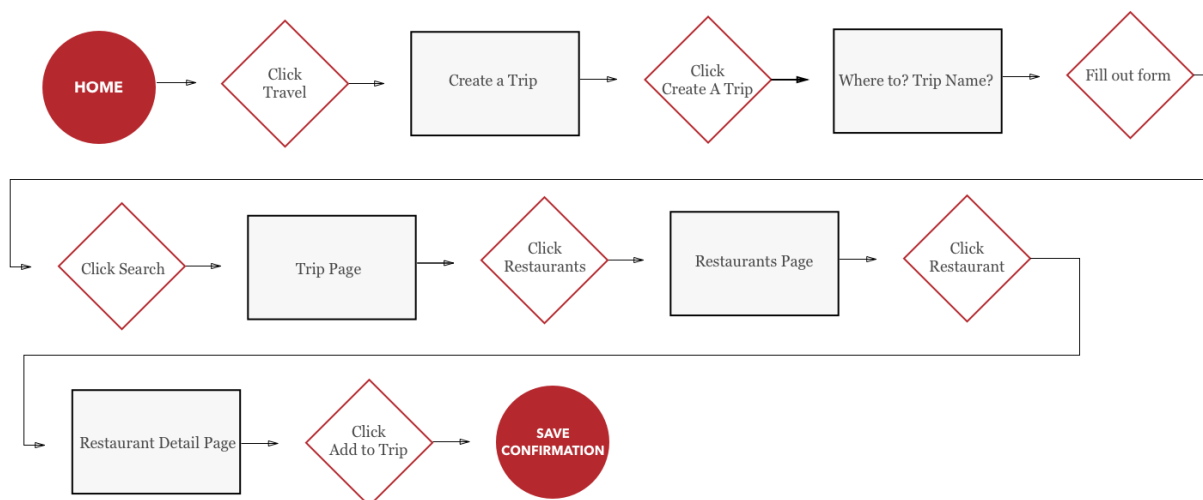 HOME
Click
Travel
Create a Trip
Click
Create A Trip
Where to? Trip Name?
Fill out form
Click Search
Trip Page
Click
Restaurants
Restaurants Page
Click
Restaurant
Restaurant Detail Page
Click
Add to Trip
SAVE
CONFIRMATION